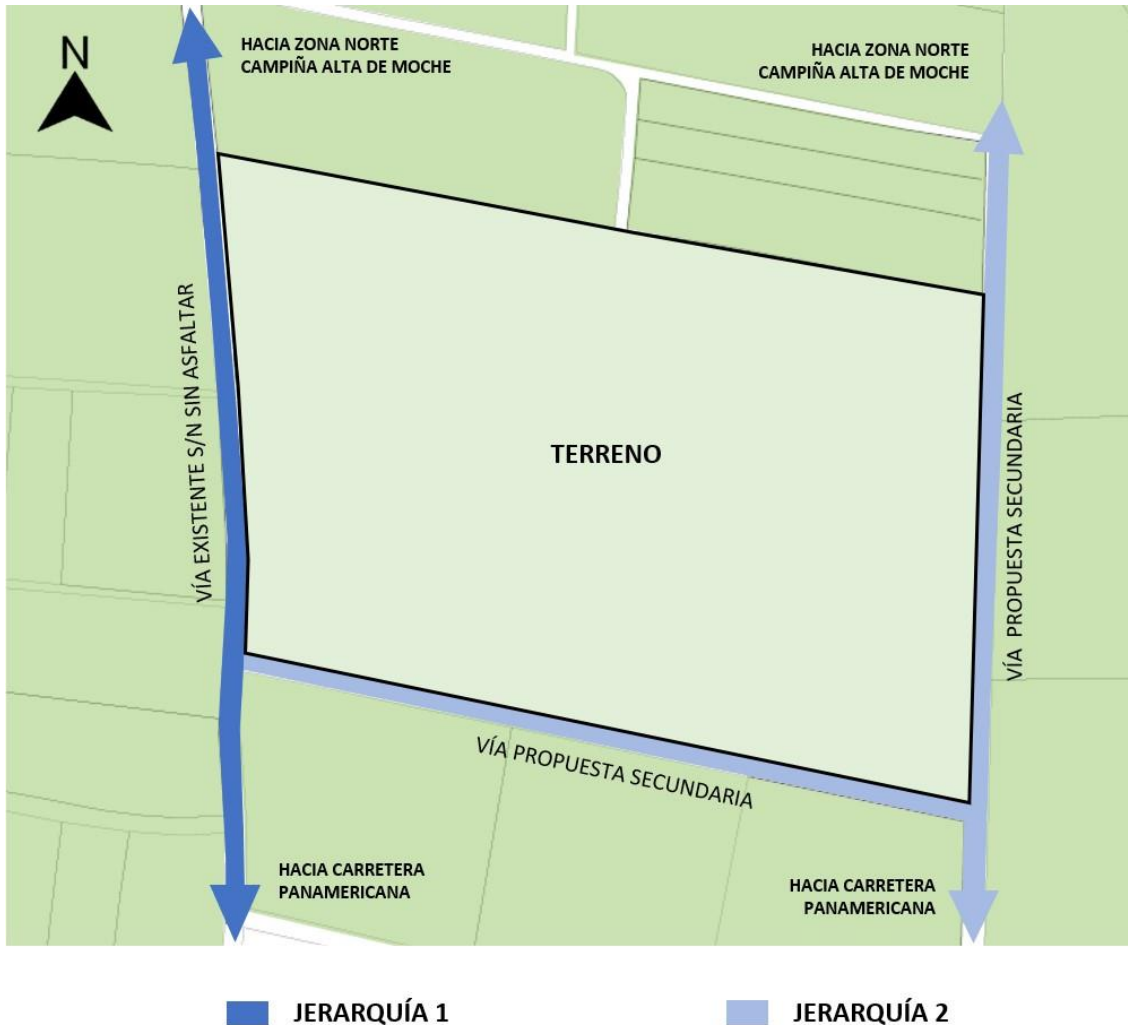 N
HACIA ZONA NORTE
CAMPIÑA ALTA DE MOCHE
HACIA ZONA NORTE
CAMPIÑA ALTA DE MOCHE
VÍA EXISTENTE S/N SIN ASFALTAR
TERRENO
VÍA PROPUESTA SECUNDARIA
VÍA PROPUESTA SECUNDARIA
HACIA CARRETERA
PANAMERICANA
HACIA CARRETERA
PANAMERICANA
JERARQUÍA 1
JERARQUÍA 2